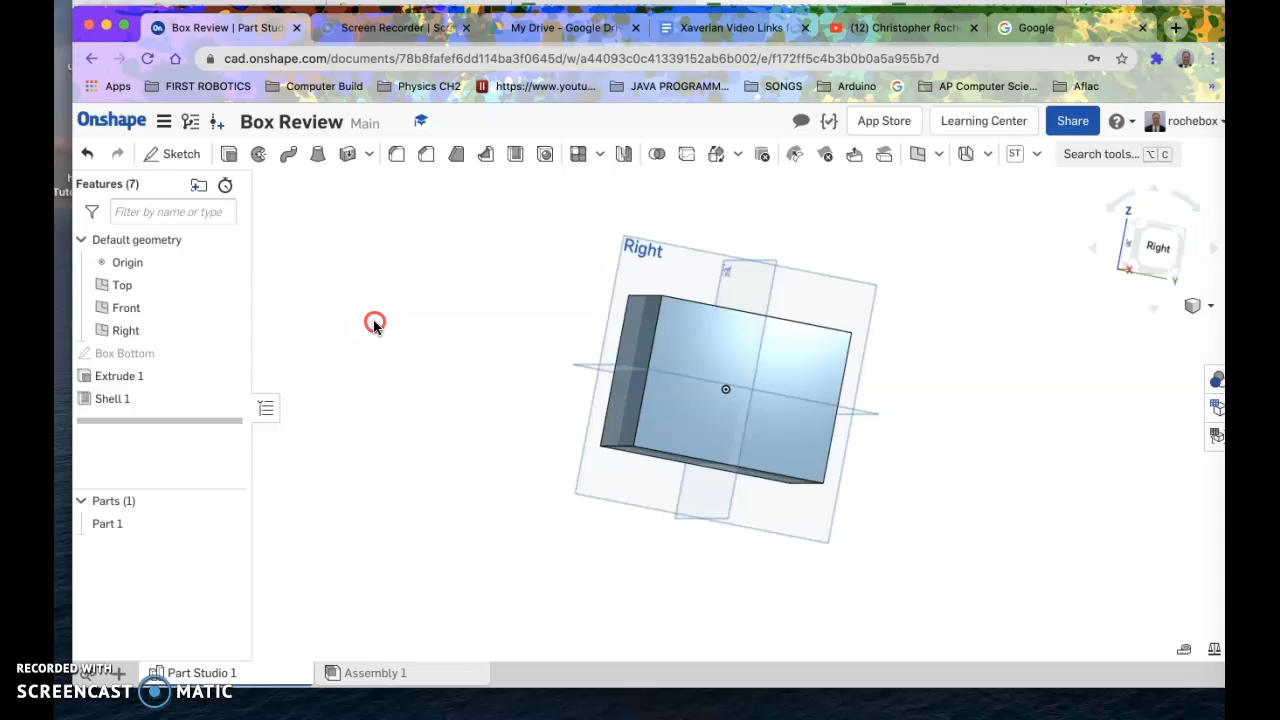 Box Review | Part Stud
Screen Recorder | Scr
My Drive - Google Dri
Xaverian Video Links f
(12) Christopher Roch
Google
cad.onshape.com/documents/78b8fafef6dd114ba3f0645d/w/a44093c0c41339152ab6b002/e/f172ff5c4b3b0b0a5a955b7d
Apps
FIRST ROBOTICS
Computer Build
Physics CH2
https://www.youtu...
JAVA PROGRAMM...
SONGS
Arduino
AP Computer Scie...
Aflac
Onshape
Box Review Main
App Store
Learning Center
Share
rochebox
Sketch
ST
Search tools... ⌥ C
Features (7)
Filter by name or type
Default geometry
Origin
Top
Front
Right
Box Bottom
Extrude 1
Shell 1
Parts (1)
Part 1
Right
Z
Right
X
Y
RECORDED WITH
SCREENCAST MATIC
Part Studio 1
Assembly 1